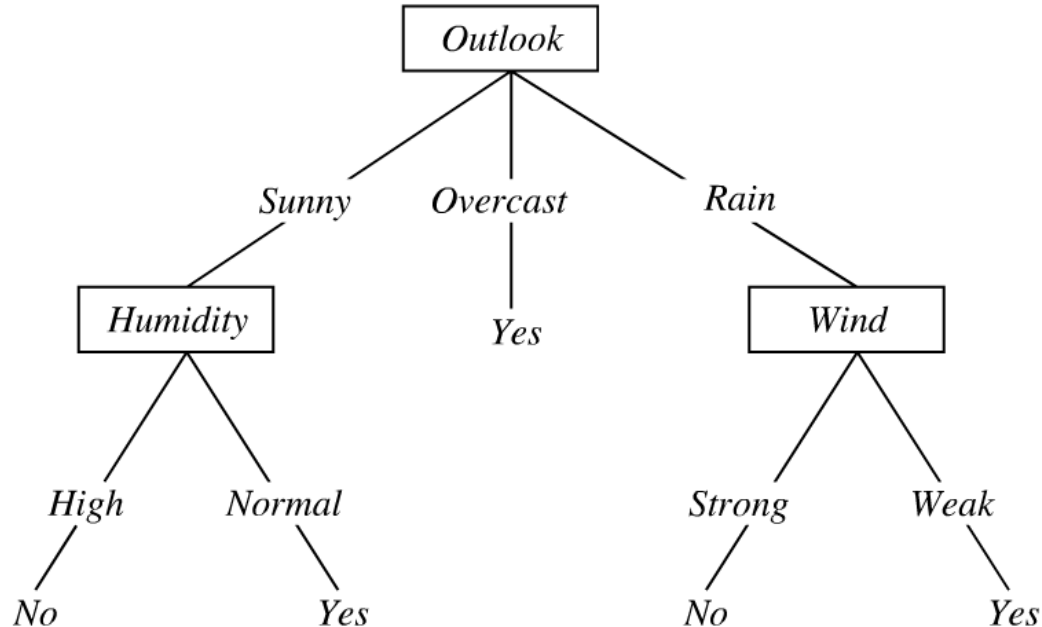 Outlook
Sunny Overcast Rain
Humidity Yes Wind
High Normal Strong Weak
No Yes No Yes